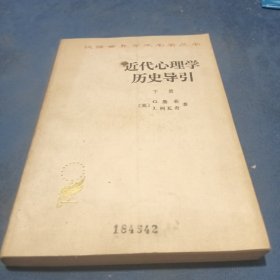 汉译世界学术名著丛书
近代心理学
历史导引
下册
[美] G.墨菲
J.柯瓦奇 著
184342